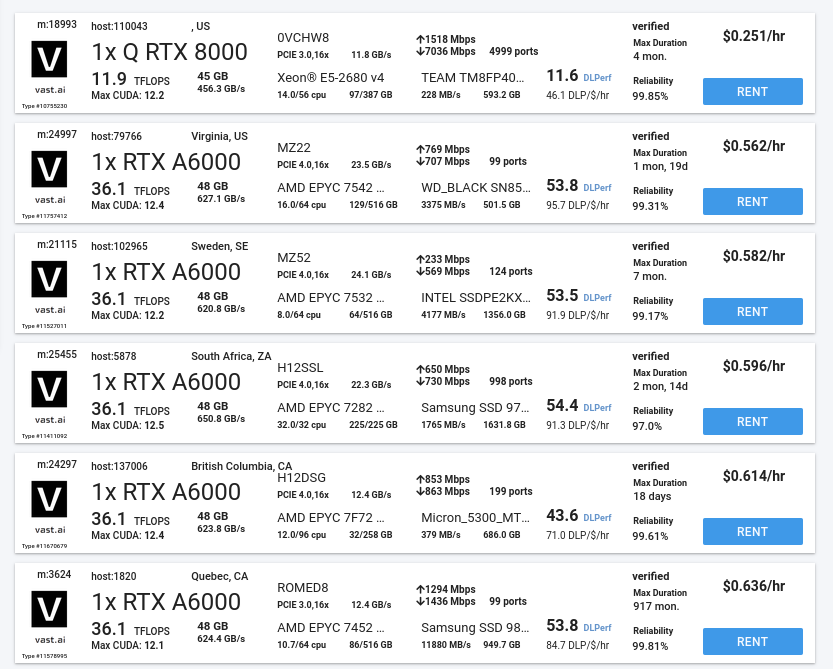 m:18993 host:110043 , US
1x Q RTX 8000
11.9 TFLOPS 45 GB
Max CUDA: 12.2 456.3 GB/s
vast.ai
Type #10755230
0VCHW8
PCIE 3.0,16x 11.8 GB/s
Xeon® E5-2680 v4
14.0/56 cpu 97/387 GB
↑1518 Mbps
↓7036 Mbps 4999 ports
TEAM TM8FP40...
228 MB/s 593.2 GB
11.6 DLPerf
46.1 DLP/$/hr
verified
Max Duration
4 mon.
Reliability
99.85%
$0.251/hr
RENT
m:24997 host:79766 Virginia, US
1x RTX A6000
36.1 TFLOPS 48 GB
Max CUDA: 12.4 627.1 GB/s
vast.ai
Type #11757412
MZ22
PCIE 4.0,16x 23.5 GB/s
AMD EPYC 7542 ...
16.0/64 cpu 129/516 GB
↑769 Mbps
↓707 Mbps 99 ports
WD_BLACK SN85...
3375 MB/s 501.5 GB
53.8 DLPerf
95.7 DLP/$/hr
verified
Max Duration
1 mon, 19d
Reliability
99.31%
$0.562/hr
RENT
m:21115 host:102965 Sweden, SE
1x RTX A6000
36.1 TFLOPS 48 GB
Max CUDA: 12.2 620.8 GB/s
vast.ai
Type #11527011
MZ52
PCIE 4.0,16x 24.1 GB/s
AMD EPYC 7532 ...
8.0/64 cpu 64/516 GB
↑233 Mbps
↓569 Mbps 124 ports
INTEL SSDPE2KX...
4177 MB/s 1356.0 GB
53.5 DLPerf
91.9 DLP/$/hr
verified
Max Duration
7 mon.
Reliability
99.17%
$0.582/hr
RENT
m:25455 host:5878 South Africa, ZA
1x RTX A6000
36.1 TFLOPS 48 GB
Max CUDA: 12.5 650.8 GB/s
vast.ai
Type #11411092
H12SSL
PCIE 4.0,16x 22.3 GB/s
AMD EPYC 7282 ...
32.0/32 cpu 225/225 GB
↑650 Mbps
↓730 Mbps 998 ports
Samsung SSD 97...
1765 MB/s 1631.8 GB
54.4 DLPerf
91.3 DLP/$/hr
verified
Max Duration
2 mon, 14d
Reliability
97.0%
$0.596/hr
RENT
m:24297 host:137006 British Columbia, CA
1x RTX A6000
36.1 TFLOPS 48 GB
Max CUDA: 12.4 623.8 GB/s
vast.ai
Type #11670679
H12DSG
PCIE 4.0,16x 12.4 GB/s
AMD EPYC 7F72 ...
12.0/96 cpu 32/258 GB
↑853 Mbps
↓863 Mbps 199 ports
Micron_5300_MT...
379 MB/s 686.0 GB
43.6 DLPerf
71.0 DLP/$/hr
verified
Max Duration
18 days
Reliability
99.61%
$0.614/hr
RENT
m:3624 host:1820 Quebec, CA
1x RTX A6000
36.1 TFLOPS 48 GB
Max CUDA: 12.1 624.4 GB/s
vast.ai
Type #11578995
ROMED8
PCIE 3.0,16x 12.4 GB/s
AMD EPYC 7452 ...
10.7/64 cpu 86/516 GB
↑1294 Mbps
↓1436 Mbps 99 ports
Samsung SSD 98...
11880 MB/s 949.7 GB
53.8 DLPerf
84.7 DLP/$/hr
verified
Max Duration
917 mon.
Reliability
99.81%
$0.636/hr
RENT